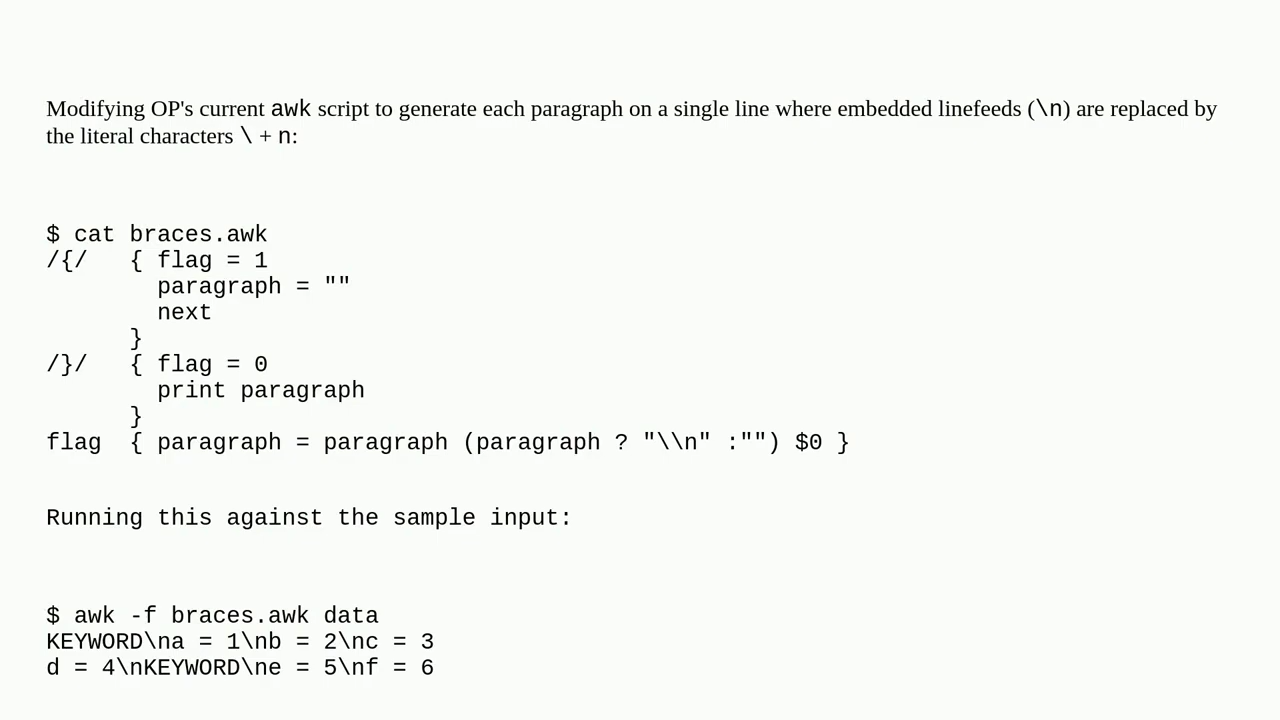 Modifying OP's current awk script to generate each paragraph on a single line where embedded linefeeds (\n) are replaced by
the literal characters \ + n:
$ cat braces.awk
/{/   { flag = 1
        paragraph = ""
        next
      }
/}/   { flag = 0
        print paragraph
      }
flag  { paragraph = paragraph (paragraph ? "\\n" :"") $0 }
Running this against the sample input:
$ awk -f braces.awk data
KEYWORD\na = 1\nb = 2\nc = 3
d = 4\nKEYWORD\ne = 5\nf = 6